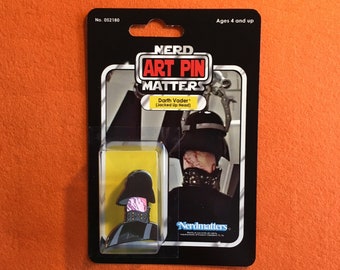 No. 052180
Ages 4 and up
NERD
ART PIN
MATTERS
Darth Vader
(Jacked Up Head)
Nerdmatters